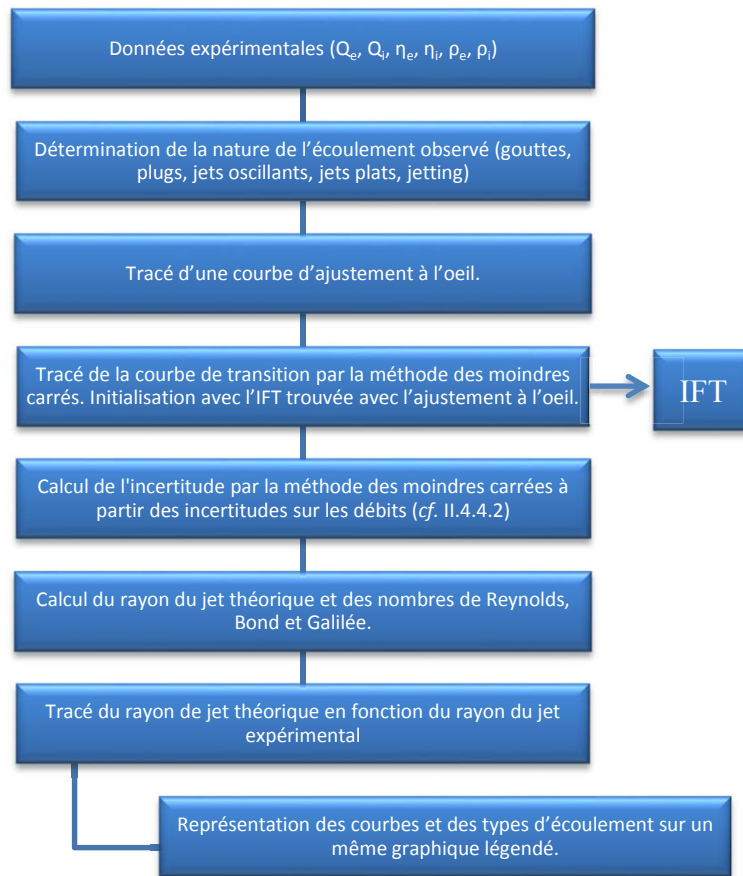 Données expérimentales (Qₑ, Qᵢ, ηₑ, ηᵢ, ρₑ, ρᵢ)
Détermination de la nature de l’écoulement observé (gouttes,
plugs, jets oscillants, jets plats, jetting)
Tracé d’une courbe d’ajustement à l’oeil.
Tracé de la courbe de transition par la méthode des moindres
carrés. Initialisation avec l’IFT trouvée avec l’ajustement à l’oeil.
IFT
Calcul de l'incertitude par la méthode des moindres carrées à
partir des incertitudes sur les débits (cf. II.4.4.2)
Calcul du rayon du jet théorique et des nombres de Reynolds,
Bond et Galilée.
Tracé du rayon de jet théorique en fonction du rayon du jet
expérimental
Représentation des courbes et des types d’écoulement sur un
même graphique légendé.